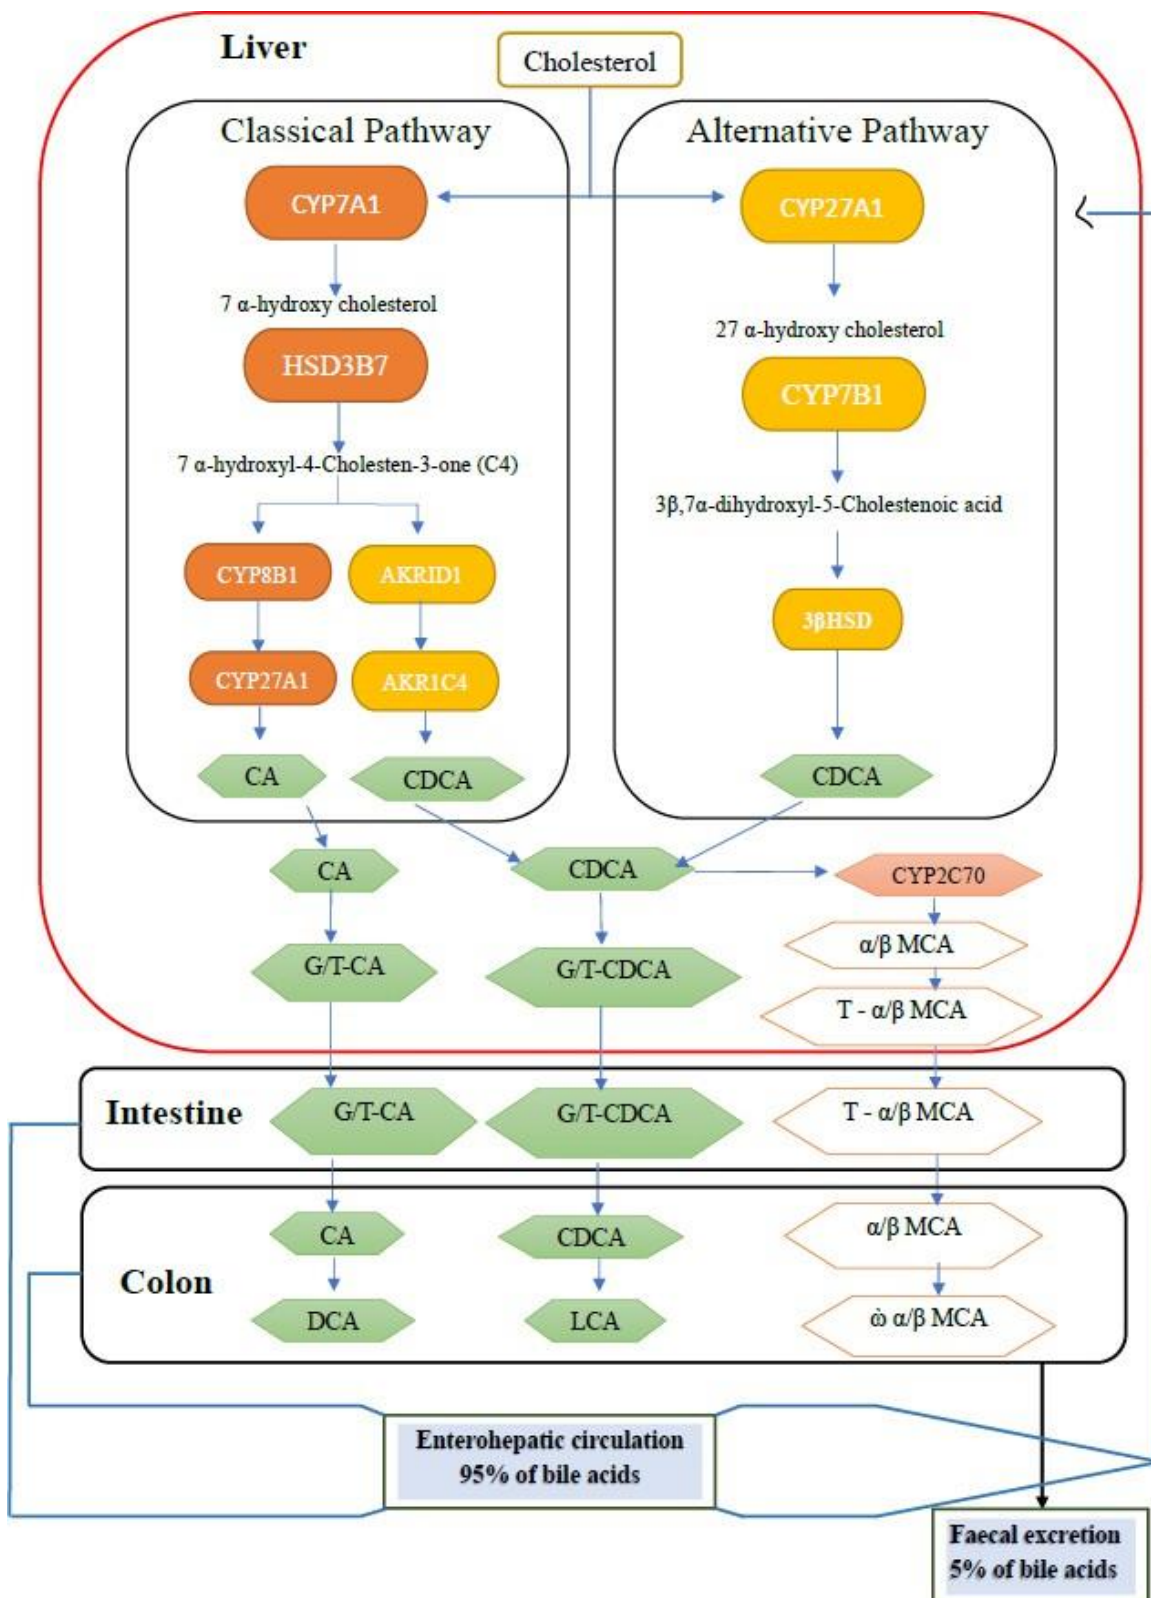 Liver
Cholesterol
Classical Pathway
Alternative Pathway
CYP7A1
CYP27A1
7 α-hydroxy cholesterol
27 α-hydroxy cholesterol
HSD3B7
CYP7B1
7 α-hydroxyl-4-Cholesten-3-one (C4)
3β,7α-dihydroxyl-5-Cholestenoic acid
CYP8B1
AKRID1
3βHSD
CYP27A1
AKR1C4
CA
CDCA
CDCA
CA
CDCA
CYP2C70
α/β MCA
G/T-CA
G/T-CDCA
T - α/β MCA
Intestine
G/T-CA
G/T-CDCA
T - α/β MCA
Colon
CA
CDCA
α/β MCA
DCA
LCA
ὼ α/β MCA
Enterohepatic circulation
95% of bile acids
Faecal excretion
5% of bile acids